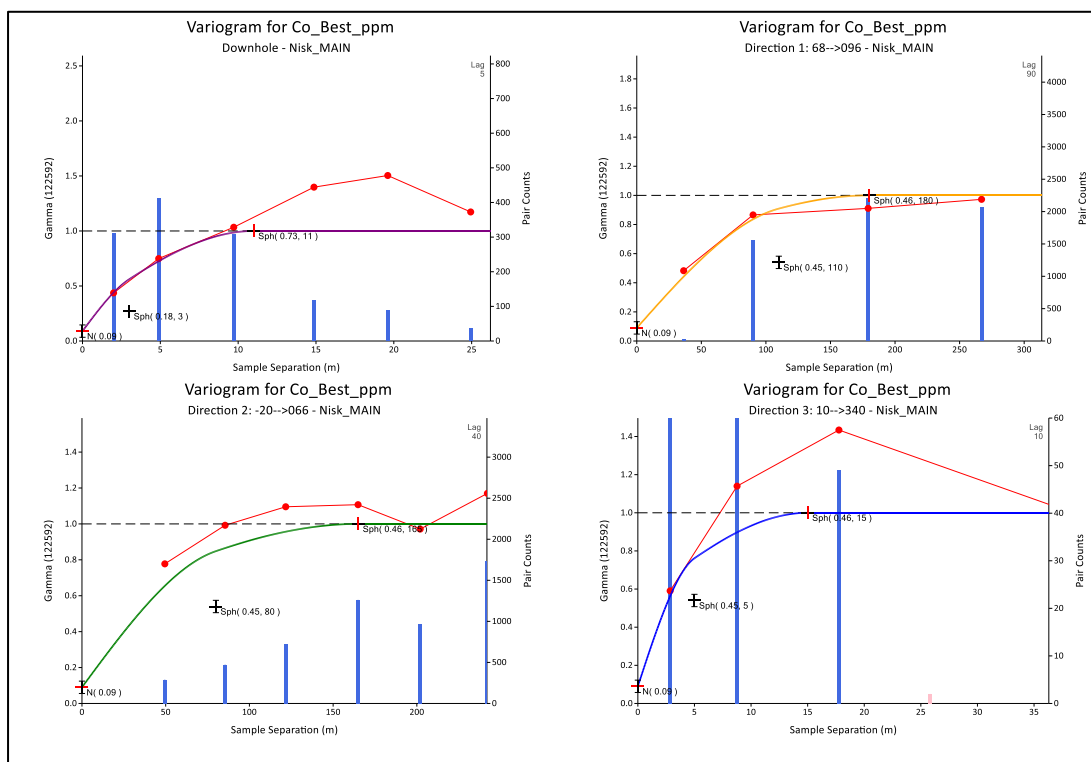 Variogram for Co_Best_ppm
Downhole - Nisk_MAIN
Lag
5
2.5
2.0
1.5
1.0
0.5
0.0
Gamma (122592)
800
700
600
500
400
300
200
100
0
Pair Counts
Sph( 0.73, 11 )
Sph( 0.18, 3 )
N( 0.09 )
0 5 10 15 20 25
Sample Separation (m)
Variogram for Co_Best_ppm
Direction 1: 68-->096 - Nisk_MAIN
Lag
90
1.8
1.6
1.4
1.2
1.0
0.8
0.6
0.4
0.2
0.0
Gamma (122592)
4000
3500
3000
2500
2000
1500
1000
500
0
Pair Counts
Sph( 0.46, 180 )
Sph( 0.45, 110 )
N( 0.09 )
0 50 100 150 200 250 300
Sample Separation (m)
Variogram for Co_Best_ppm
Direction 2: -20-->066 - Nisk_MAIN
Lag
40
1.4
1.2
1.0
0.8
0.6
0.4
0.2
0.0
Gamma (122592)
3000
2500
2000
1500
1000
500
0
Pair Counts
Sph( 0.46,
Sph( 0.45, 80 )
N( 0.09 )
0 50 100 150 200
Sample Separation (m)
Variogram for Co_Best_ppm
Direction 3: 10-->340 - Nisk_MAIN
Lag
10
1.4
1.2
1.0
0.8
0.6
0.4
0.2
0.0
Gamma (122592)
60
50
40
30
20
10
0
Pair Counts
Sph( 0.46, 15 )
Sph( 0.45, 5 )
N( 0.09 )
0 5 10 15 20 25 30 35
Sample Separation (m)